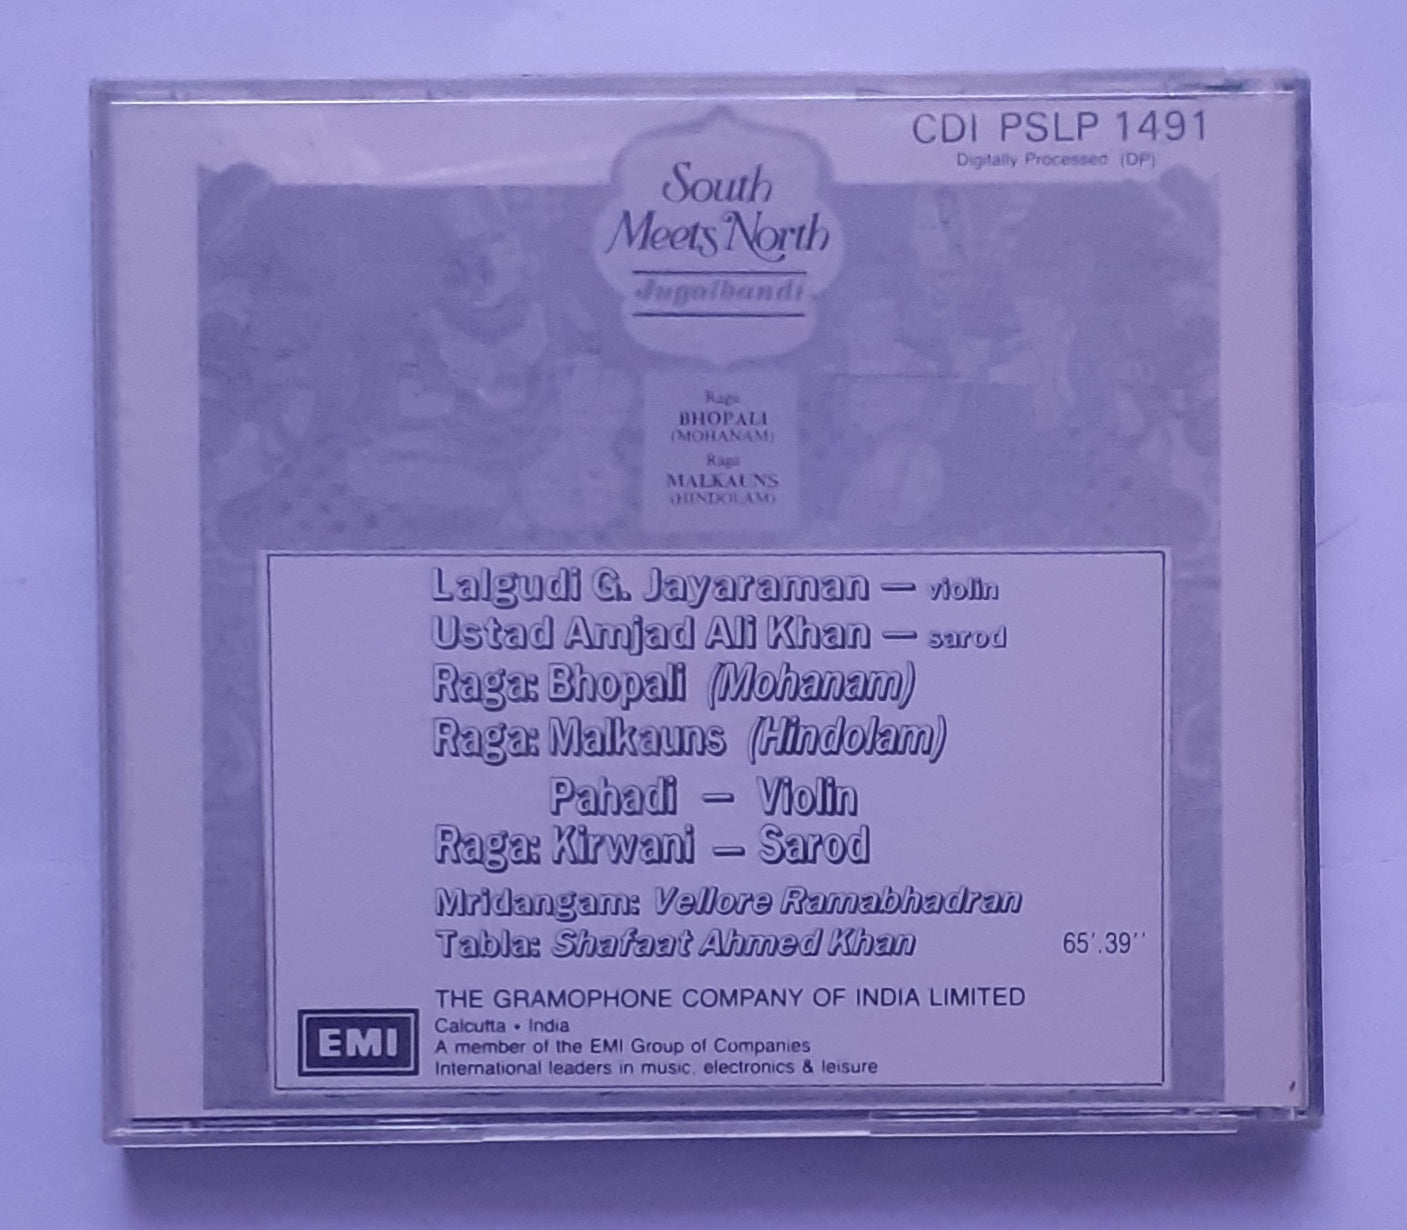 CDI PSLP 1491
Digitally Processed (DP)
South
Meets North
Jugalbandi
Raga
BHOPALI
(MOHANAM)
Raga
MALKAUNS
(HINDOLAM)
Lalgudi G. Jayaraman — violin
Ustad Amjad Ali Khan — sarod
Raga: Bhopali (Mohanam)
Raga: Malkauns (Hindolam)
Pahadi — Violin
Raga: Kirwani — Sarod
Mridangam: Vellore Ramabhadran
Tabla: Shafaat Ahmed Khan 65'.39''
THE GRAMOPHONE COMPANY OF INDIA LIMITED
Calcutta • India
A member of the EMI Group of Companies
International leaders in music, electronics & leisure
EMI